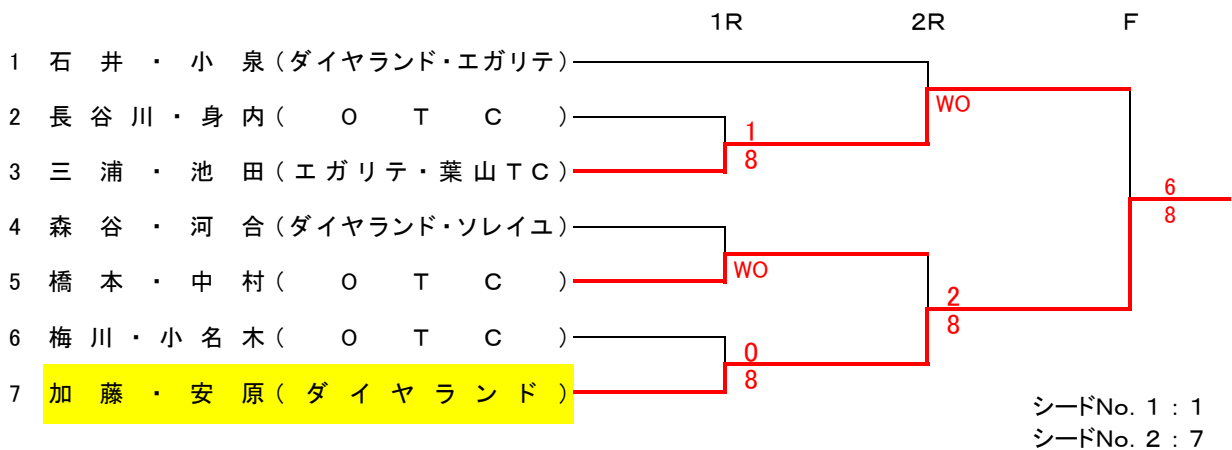 1R 2R F
1 石井・小泉(ダイヤランド・エガリテ)
WO
2 長谷川・身内(OTC)
1
8
3 三浦・池田(エガリテ・葉山TC)
6
8
4 森谷・河合(ダイヤランド・ソレイユ)
WO
5 橋本・中村(OTC)
2
8
6 梅川・小名木(OTC)
0
8
7 加藤・安原(ダイヤランド)
シードNo. 1 : 1
シードNo. 2 : 7